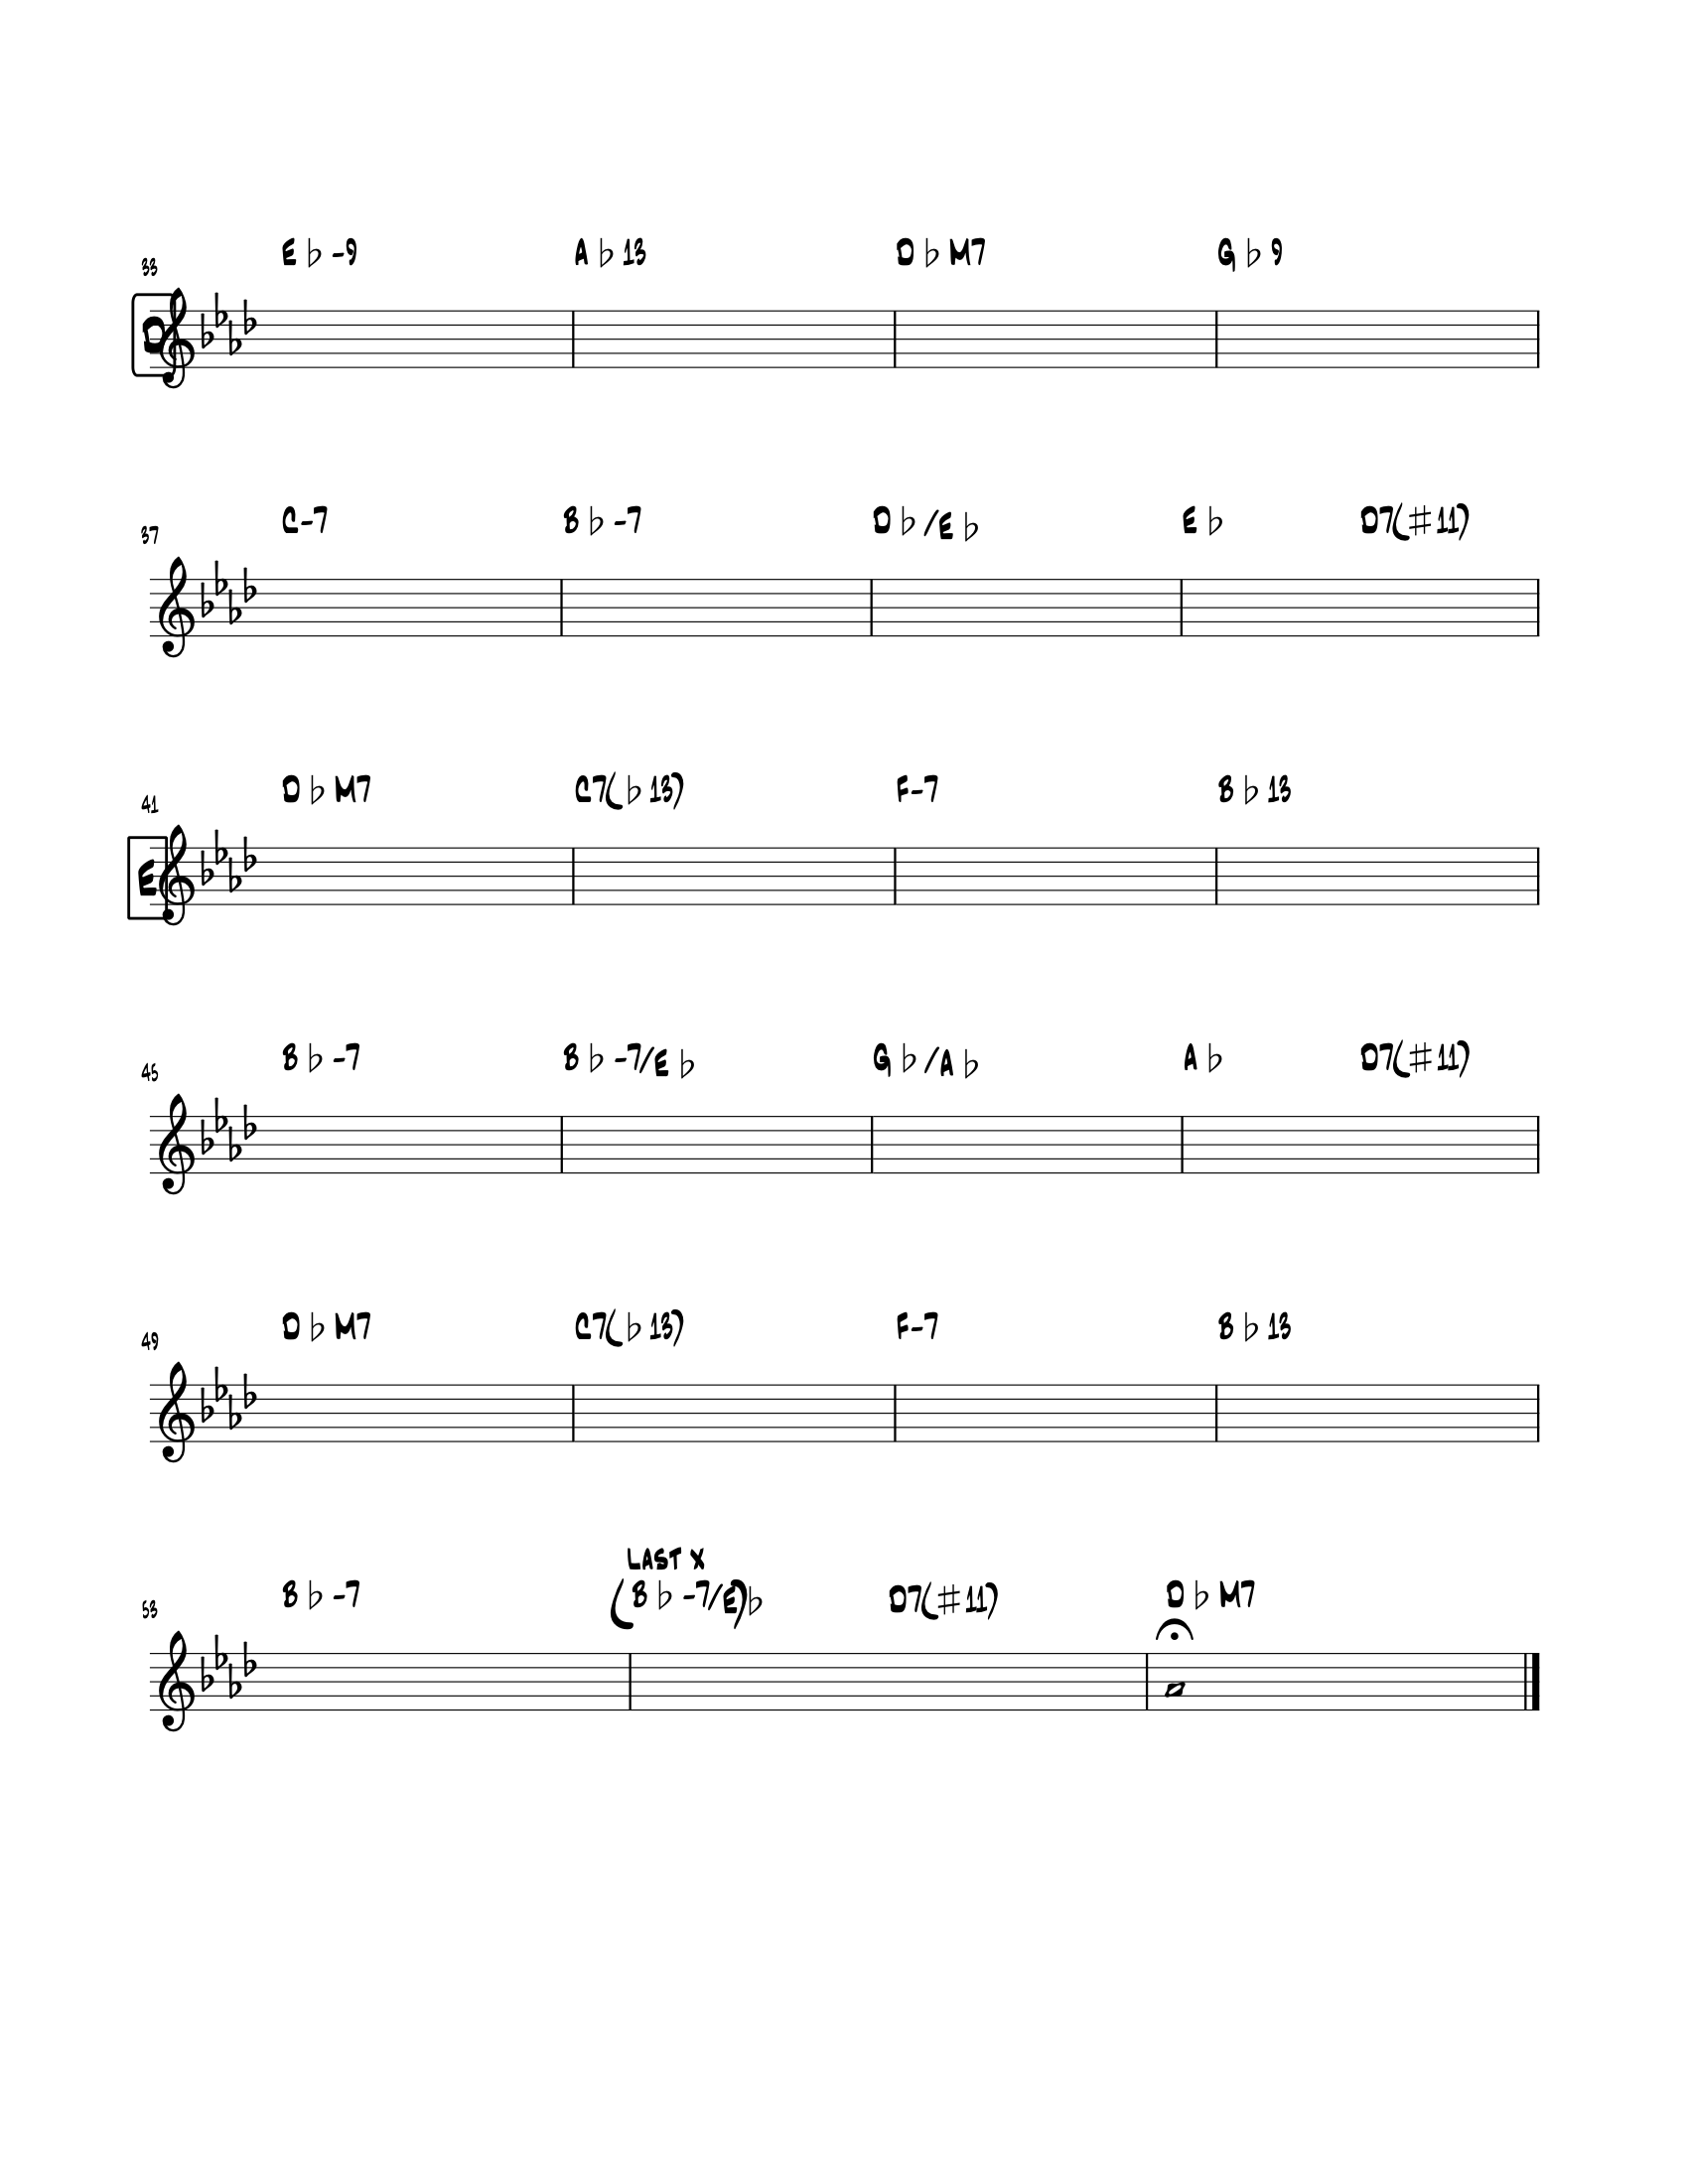 33 E♭-9 A♭13 D♭M7 G♭9
D
37 C-7 B♭-7 D♭/E♭ E♭ D7(♯11)
41 D♭M7 C7(♭13) F-7 B♭13
E
45 B♭-7 B♭-7/E♭ G♭/A♭ A♭ D7(♯11)
49 D♭M7 C7(♭13) F-7 B♭13
LAST X
53 B♭-7 (B♭-7/E♭) D7(♯11) D♭M7